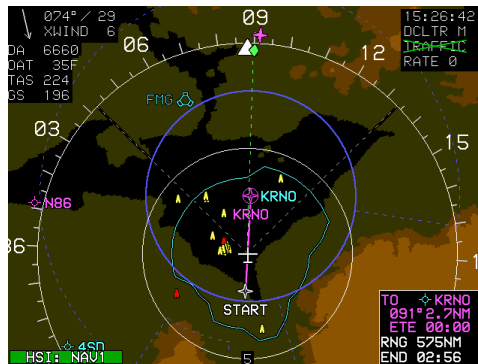 074°/29
XWIND 6
DA 6660
OAT 35F
TAS 224
GS 196
09
15:26:42
DCLTR M
TRAFFIC
RATE 0
06
12
FMG
03
15
N86
KRNO
KRNO
36
START
TO KRNO
091°2.7NM
ETE 00:00
RNG 575NM
END 02:56
4SD
HSI: NAV1
5